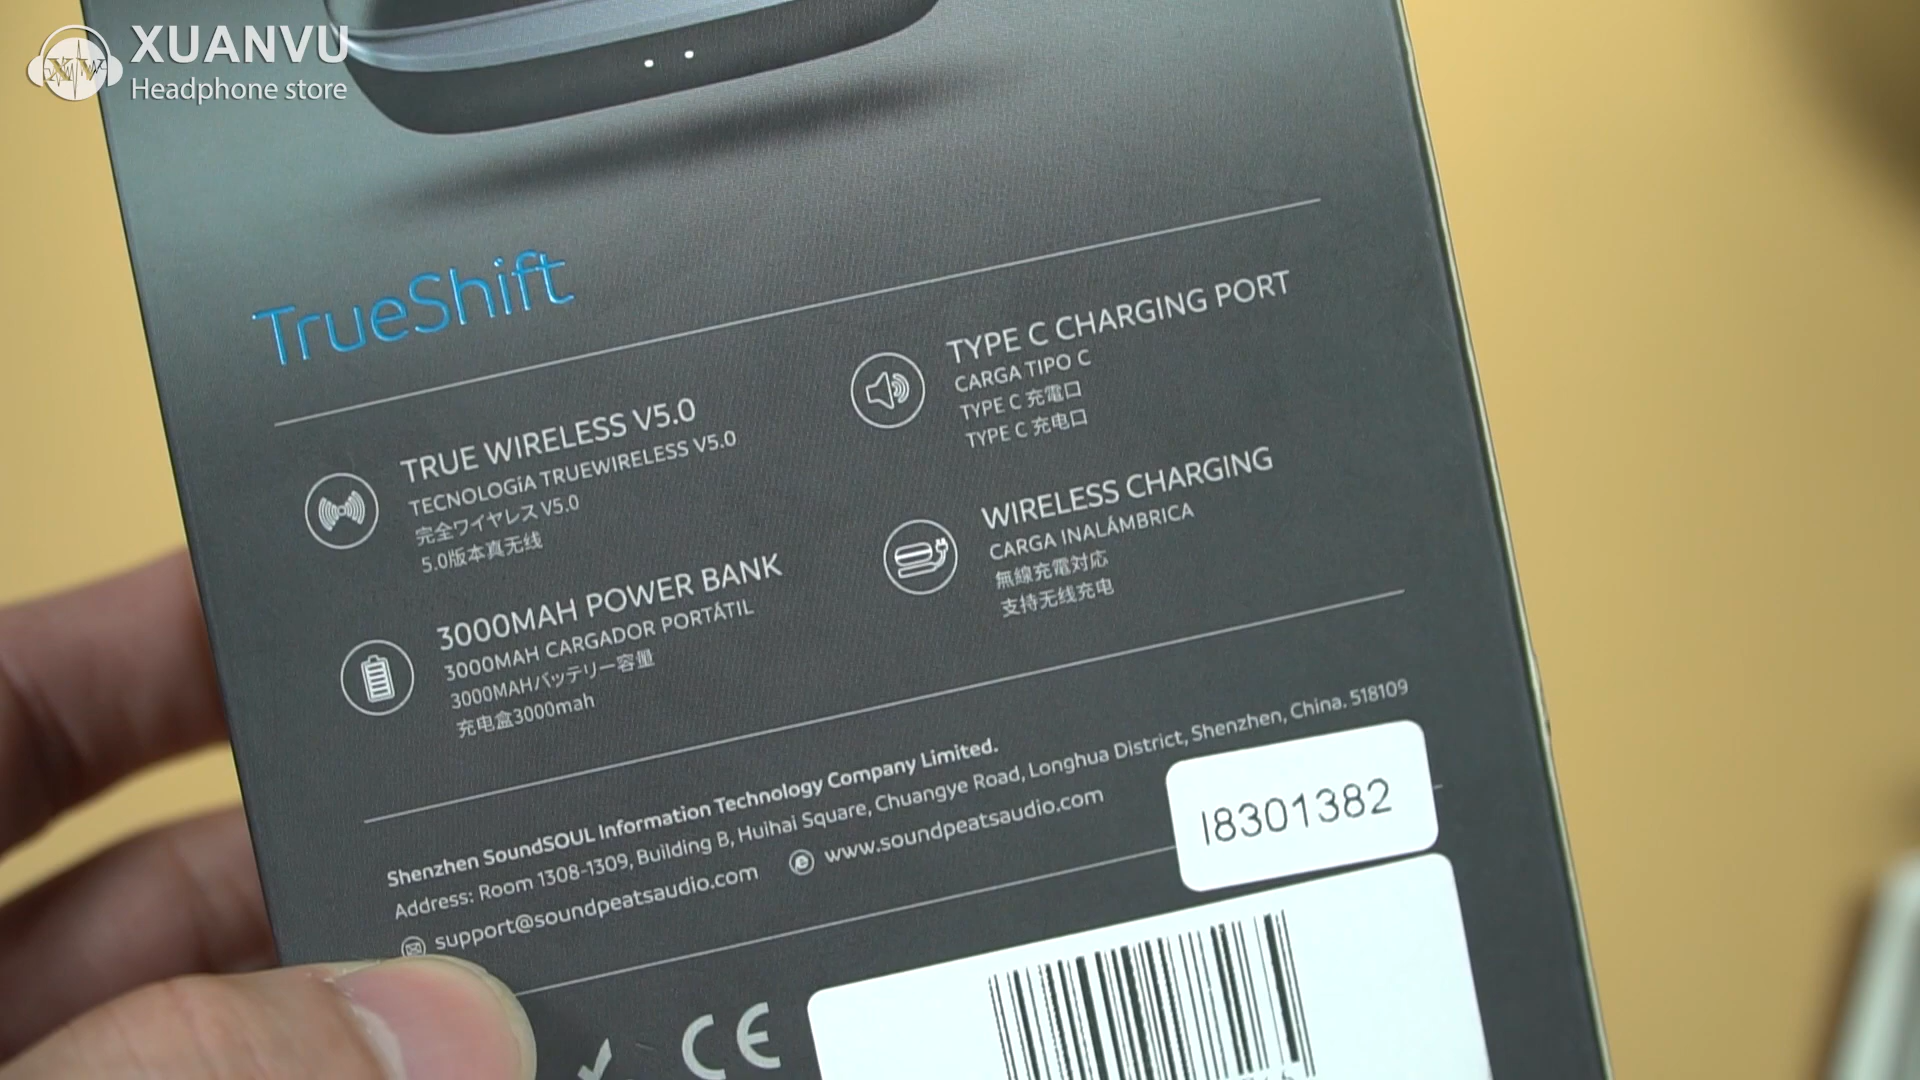 XUANVU
Headphone store
TrueShift
TRUE WIRELESS V5.0
TECNOLOGíA TRUEWIRELESS V5.0
完全ワイヤレス V5.0
5.0版本真无线
TYPE C CHARGING PORT
CARGA TIPO C
TYPE C 充電口
TYPE C 充电口
3000MAH POWER BANK
3000MAH CARGADOR PORTÁTIL
3000MAHバッテリー容量
充电盒3000mah
WIRELESS CHARGING
CARGA INALÁMBRICA
無線充電対応
支持无线充电
Shenzhen SoundSOUL Information Technology Company Limited.
Address: Room 1308-1309, Building B, Huihai Square, Chuangye Road, Longhua District, Shenzhen, China. 518109
support@soundpeatsaudio.com www.soundpeatsaudio.com
I8301382
CE